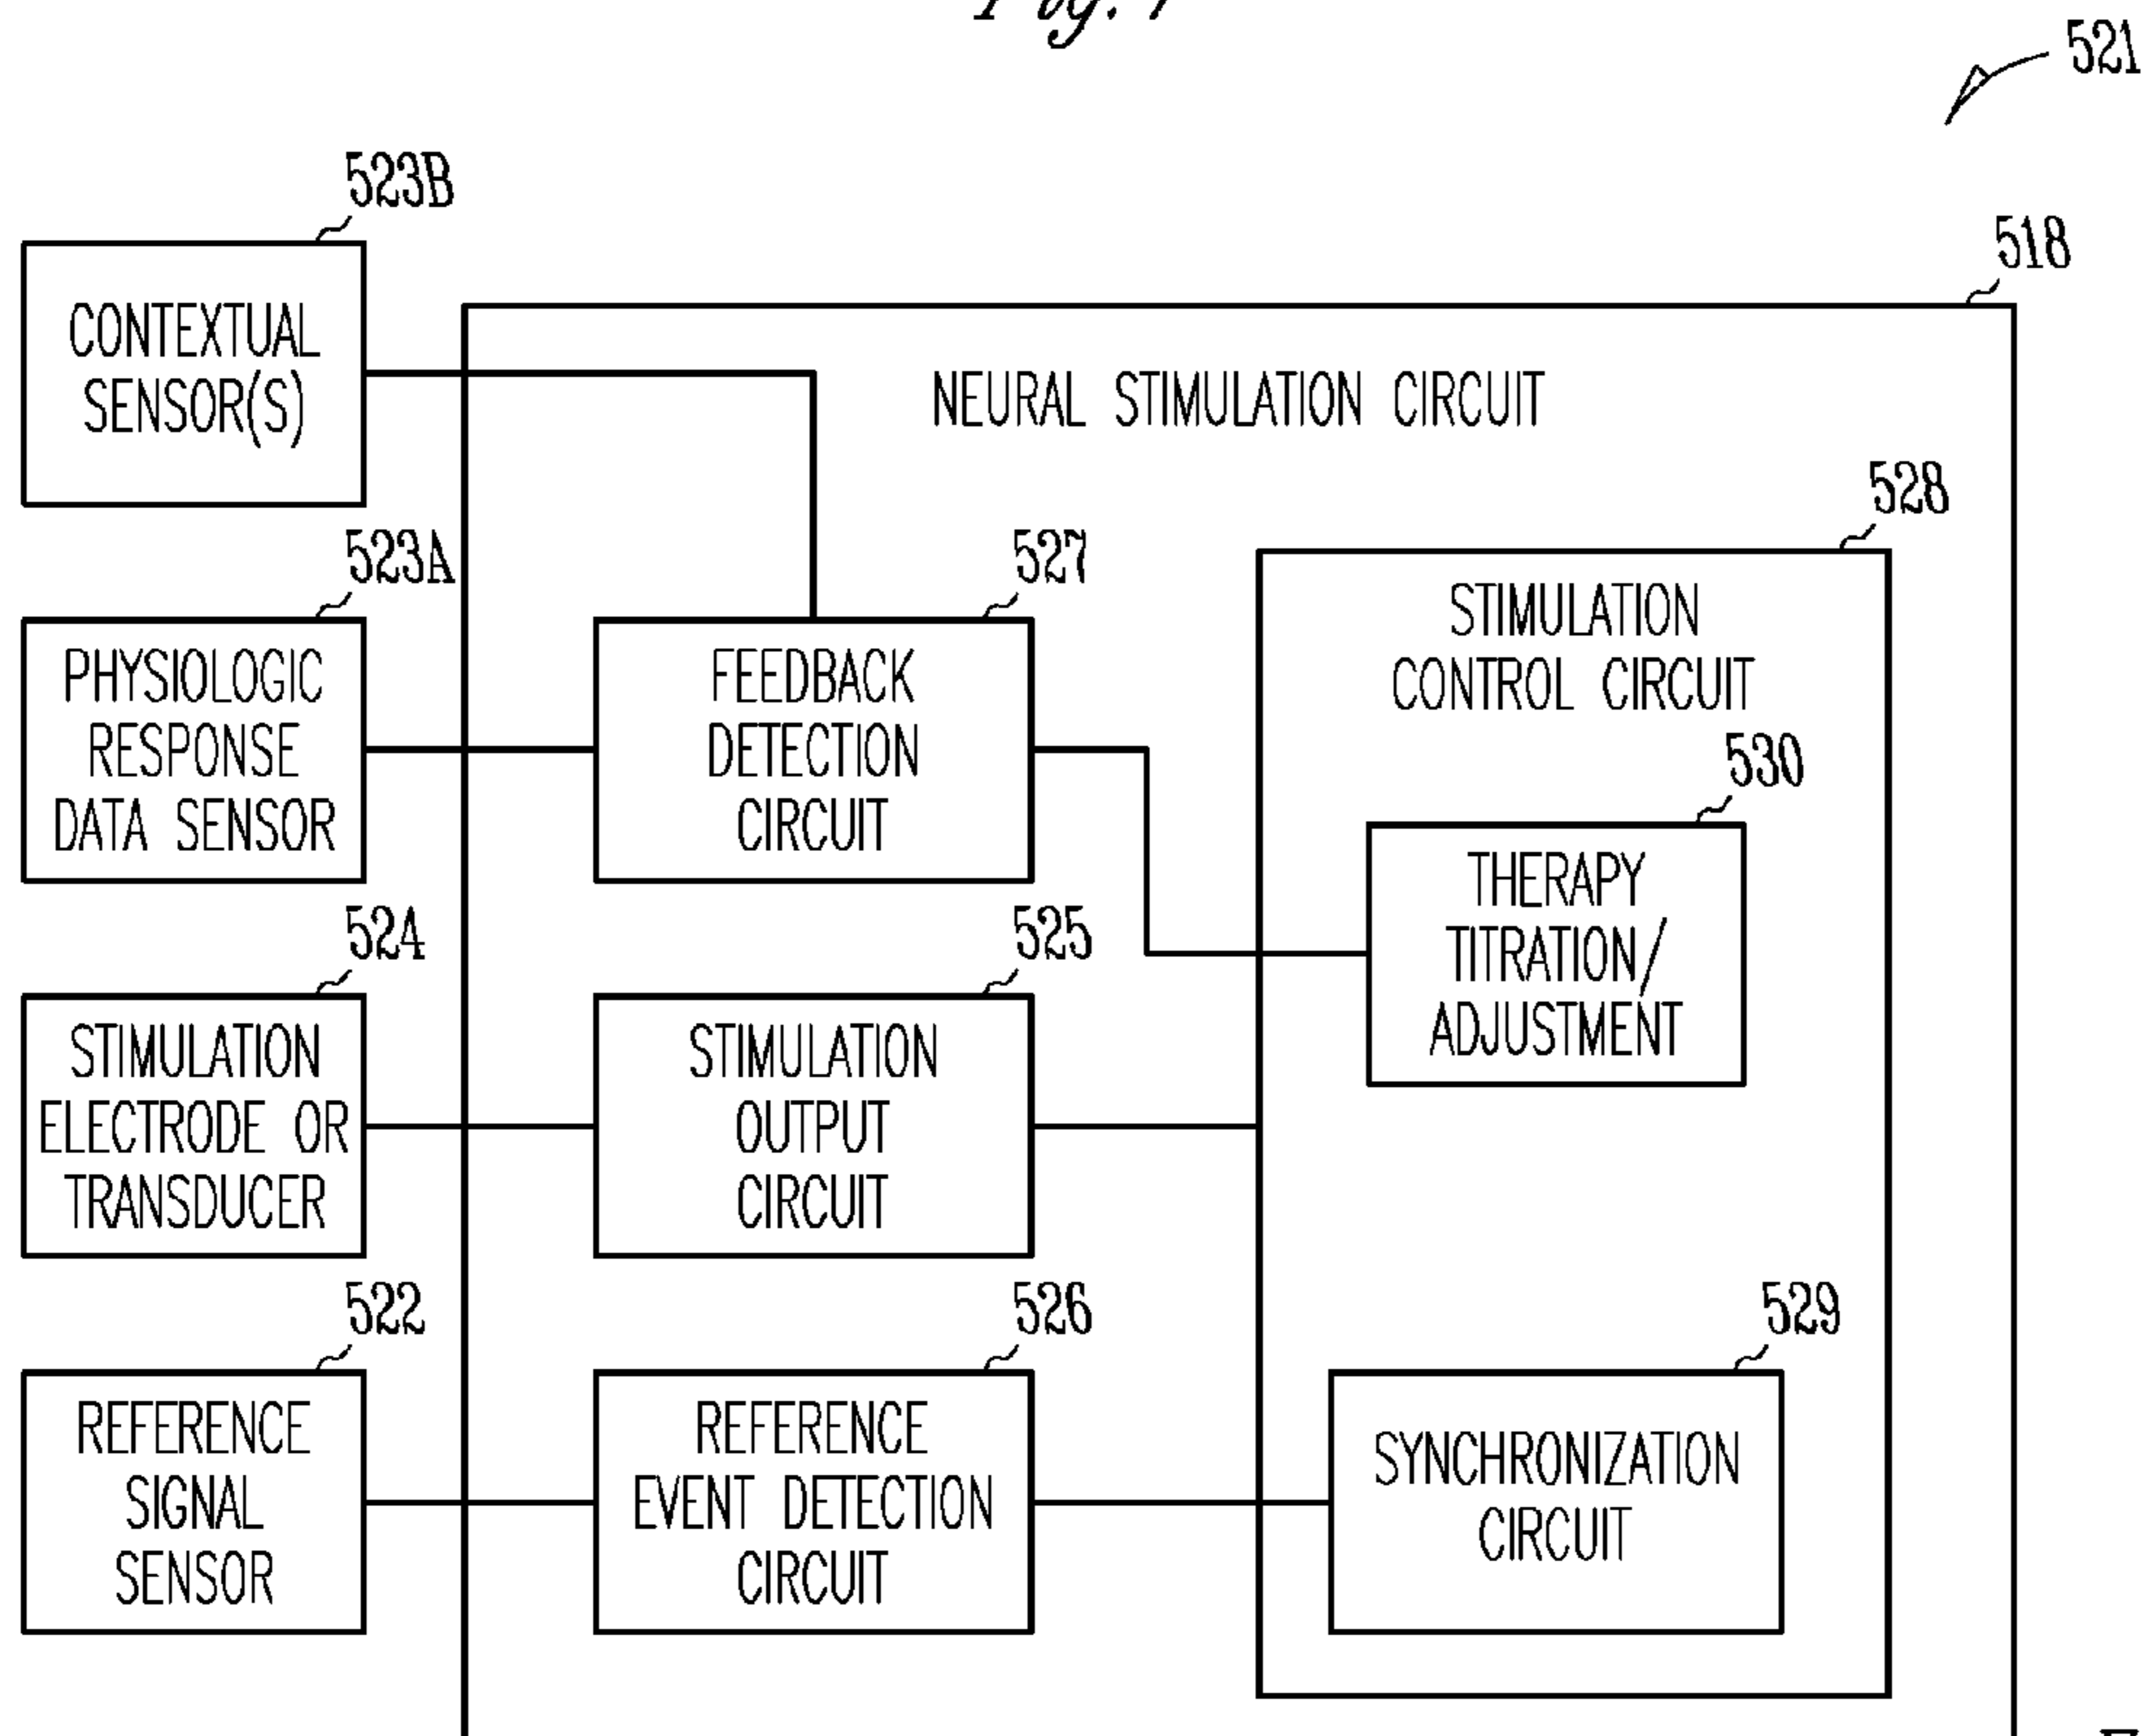 521
523B
CONTEXTUAL
SENSOR(S)
518
NEURAL STIMULATION CIRCUIT
523A
PHYSIOLOGIC
RESPONSE
DATA SENSOR
527
FEEDBACK
DETECTION
CIRCUIT
528
STIMULATION
CONTROL CIRCUIT
530
THERAPY
TITRATION/
ADJUSTMENT
524
STIMULATION
ELECTRODE OR
TRANSDUCER
525
STIMULATION
OUTPUT
CIRCUIT
522
REFERENCE
SIGNAL
SENSOR
526
REFERENCE
EVENT DETECTION
CIRCUIT
529
SYNCHRONIZATION
CIRCUIT